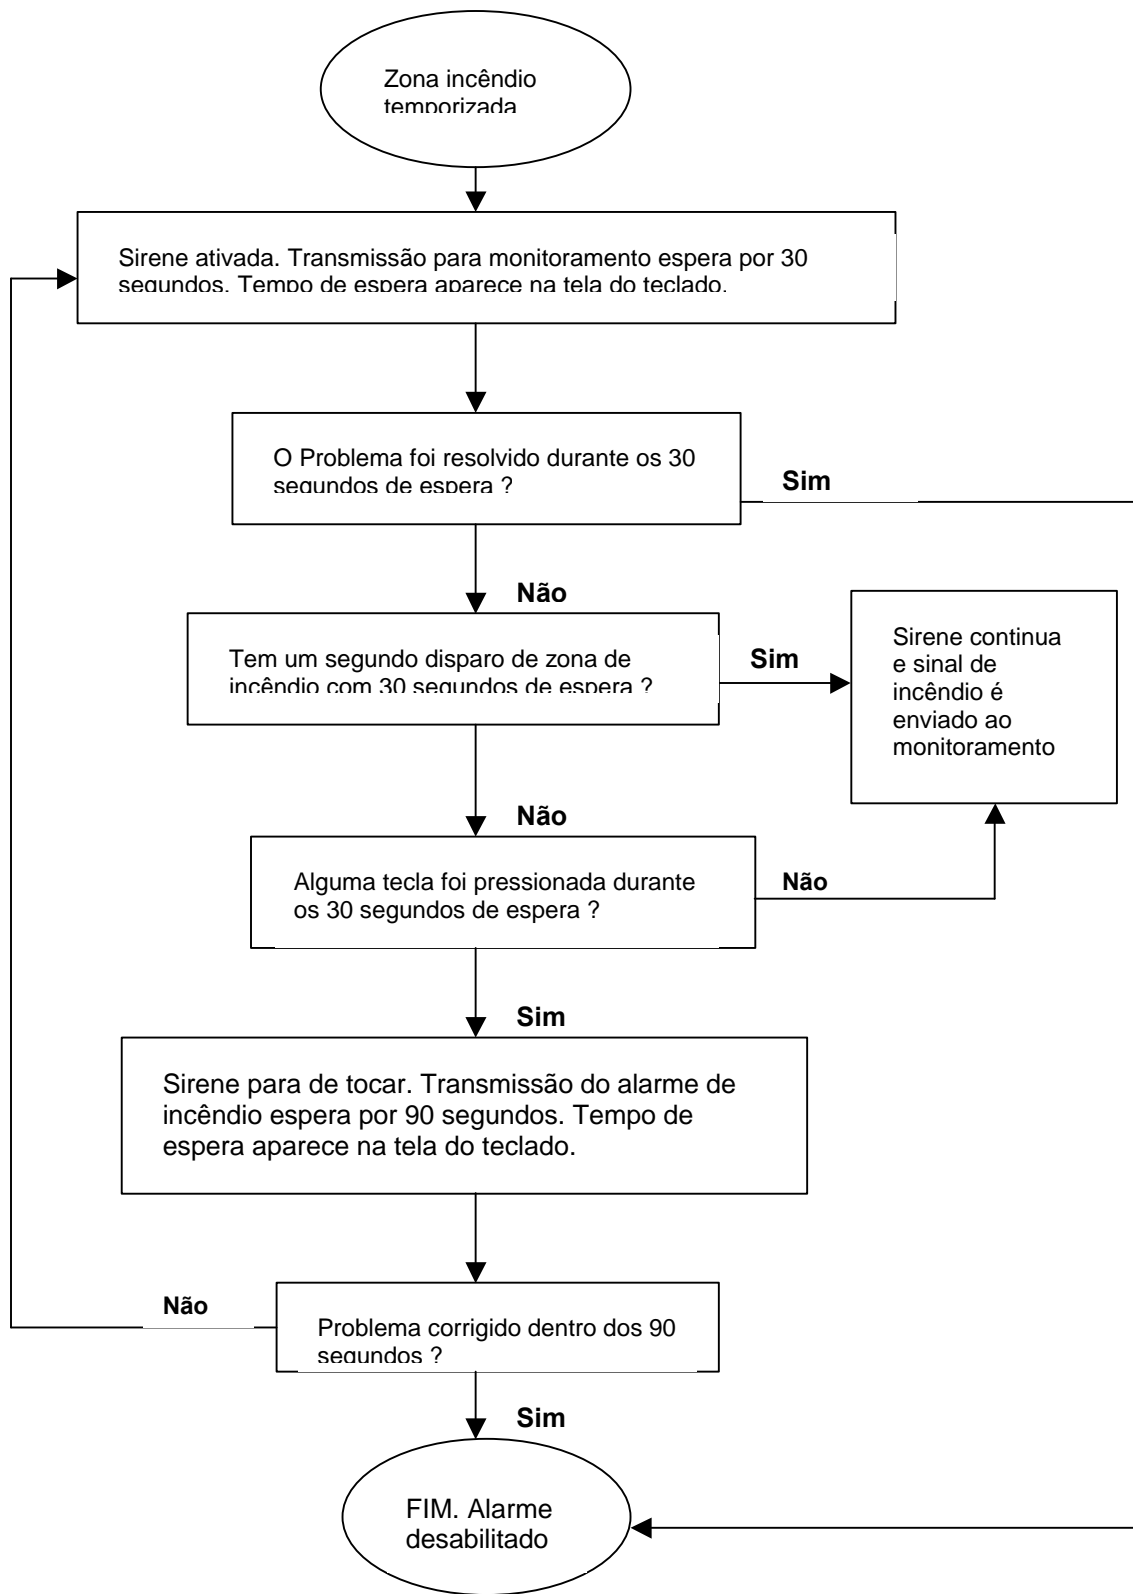 Zona incêndio
temporizada
Sirene ativada. Transmissão para monitoramento espera por 30
segundos. Tempo de espera aparece na tela do teclado.
O Problema foi resolvido durante os 30
segundos de espera ?
Sim
Não
Tem um segundo disparo de zona de
incêndio com 30 segundos de espera ?
Sim
Sirene continua
e sinal de
incêndio é
enviado ao
monitoramento
Não
Alguma tecla foi pressionada durante
os 30 segundos de espera ?
Não
Sim
Sirene para de tocar. Transmissão do alarme de
incêndio espera por 90 segundos. Tempo de
espera aparece na tela do teclado.
Não
Problema corrigido dentro dos 90
segundos ?
Sim
FIM. Alarme
desabilitado